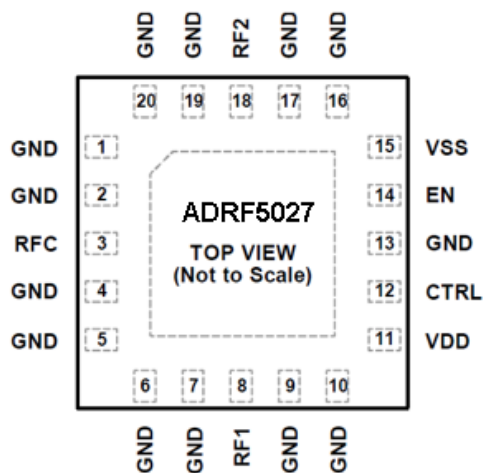 GND GND RF2 GND GND
20 19 18 17 16
GND 1 15 VSS
GND 2 14 EN
RFC 3 13 GND
GND 4 12 CTRL
GND 5 11 VDD
ADRF5027
TOP VIEW
(Not to Scale)
6 7 8 9 10
GND GND RF1 GND GND